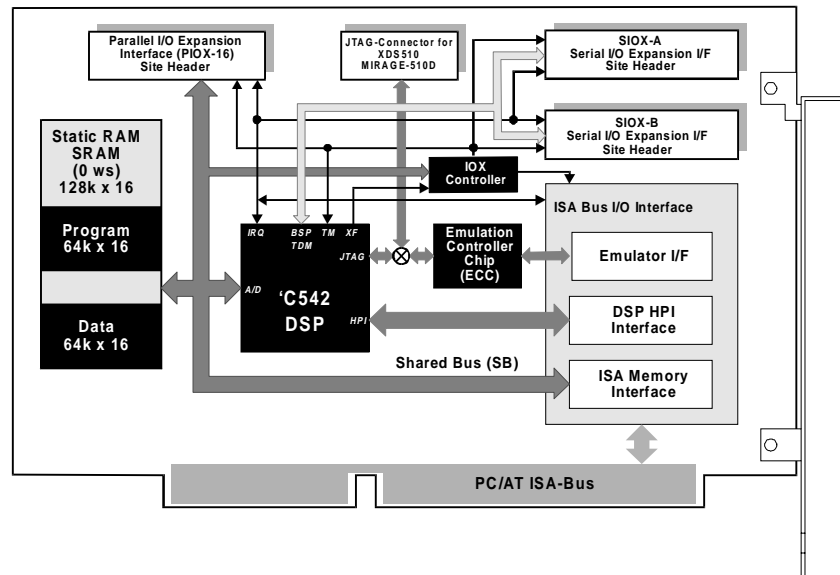 Parallel I/O Expansion
Interface (PIOX-16)
Site Header
JTAG-Connector for
XDS510
MIRAGE-510D
SIOX-A
Serial I/O Expansion I/F
Site Header
SIOX-B
Serial I/O Expansion I/F
Site Header
Static RAM
SRAM
(0 ws)
128k x 16
Program
64k x 16
Data
64k x 16
IOX
Controller
IRQ
BSP
TDM
TM
XF
JTAG
A/D
'C542
DSP
HPI
Emulation
Controller
Chip
(ECC)
ISA Bus I/O Interface
Emulator I/F
DSP HPI
Interface
ISA Memory
Interface
Shared Bus (SB)
PC/AT ISA-Bus